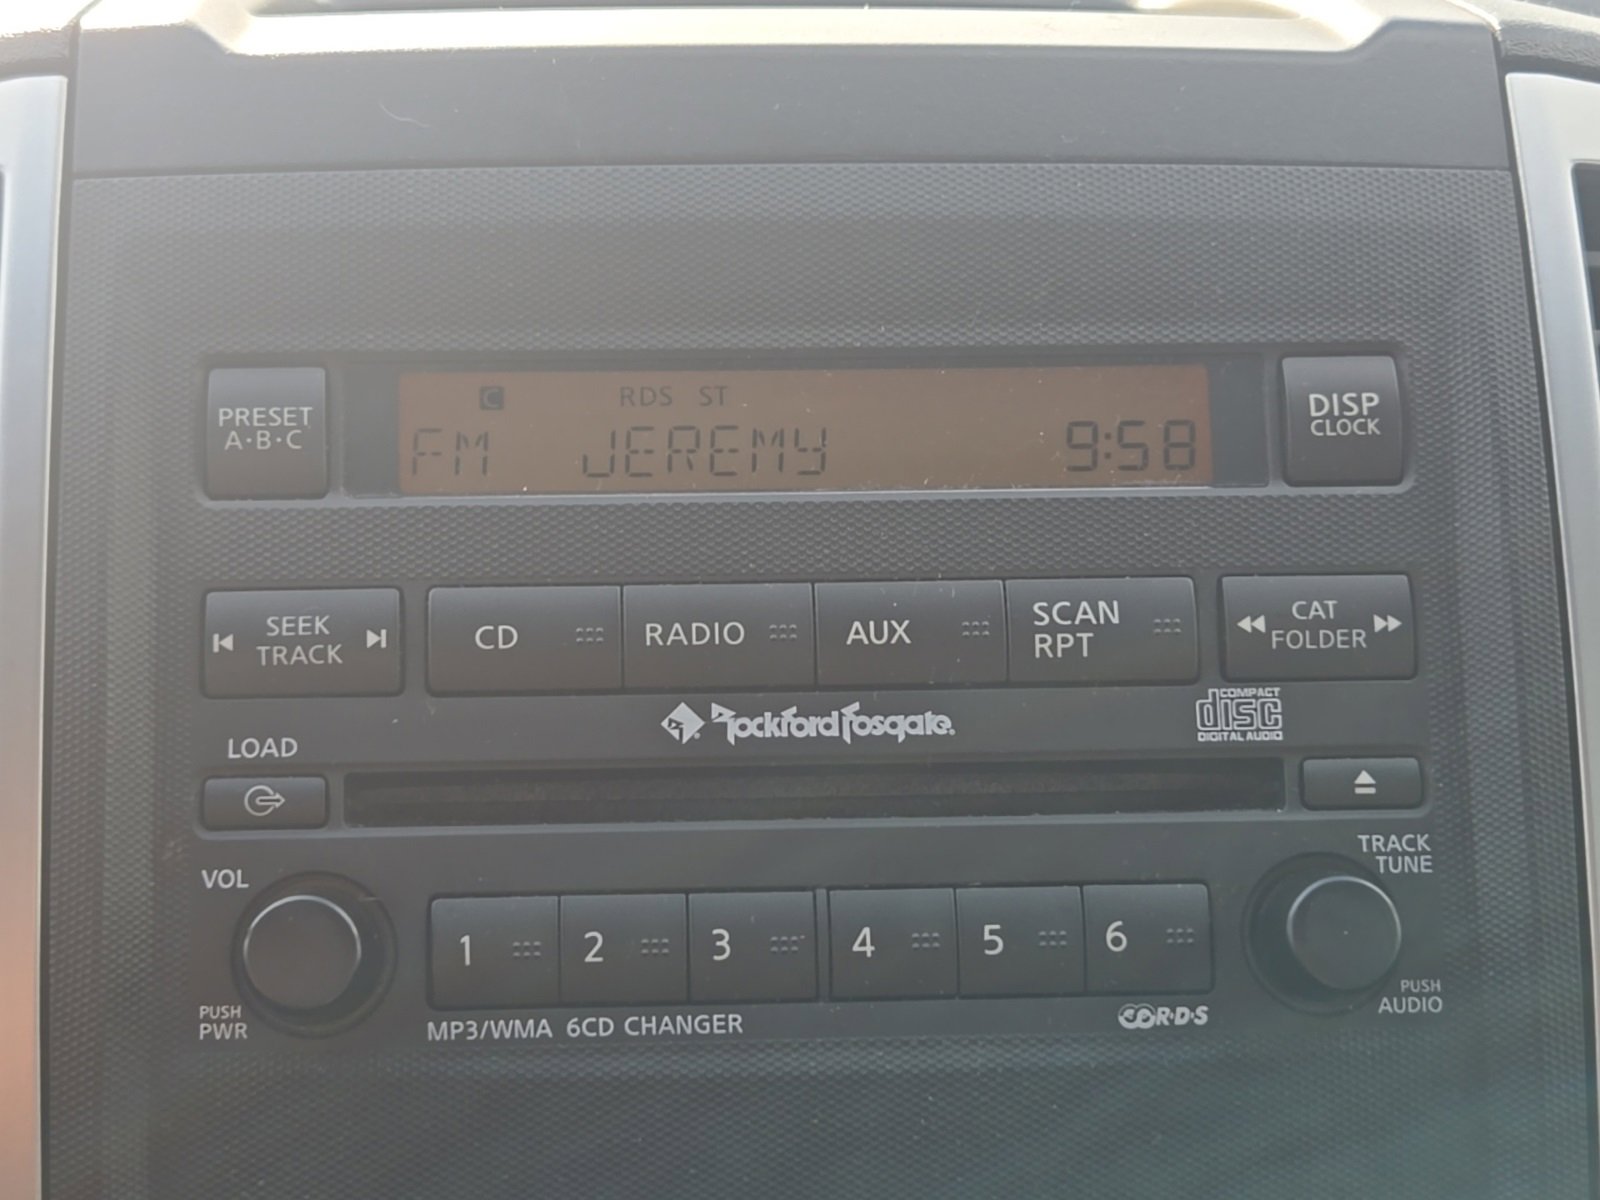 C RDS ST
PRESET
A·B·C
FM JEREMY 9:58
DISP
CLOCK
SEEK
TRACK
CD
RADIO
AUX
SCAN
RPT
CAT
FOLDER
Rockford Fosgate.
COMPACT
disc
DIGITAL AUDIO
LOAD
VOL
TRACK
TUNE
1 2 3 4 5 6
PUSH
PWR
PUSH
AUDIO
MP3/WMA 6CD CHANGER
R·D·S